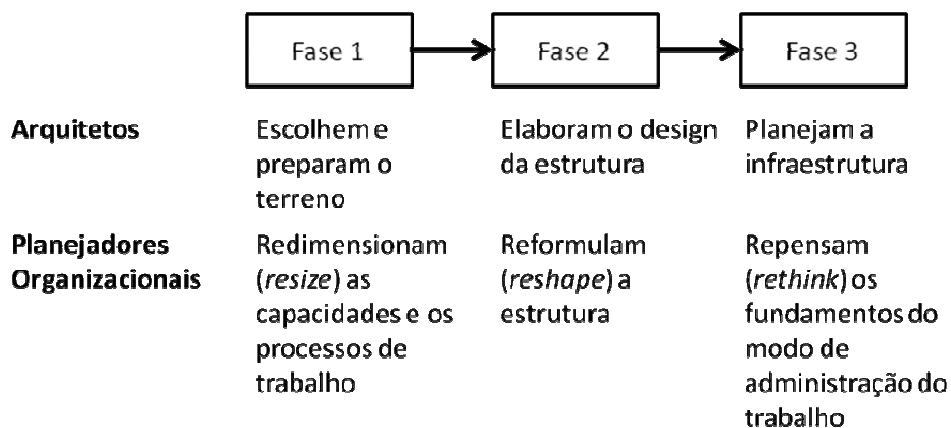 Fase 1
Fase 2
Fase 3
Arquitetos
Escolhem e
preparam o
terreno
Elaboram o design
da estrutura
Planejam a
infraestrutura
Planejadores
Organizacionais
Redimensionam
(resize) as
capacidades e os
processos de
trabalho
Reformulam
(reshape) a
estrutura
Repensam
(rethink) os
fundamentos do
modo de
administração do
trabalho